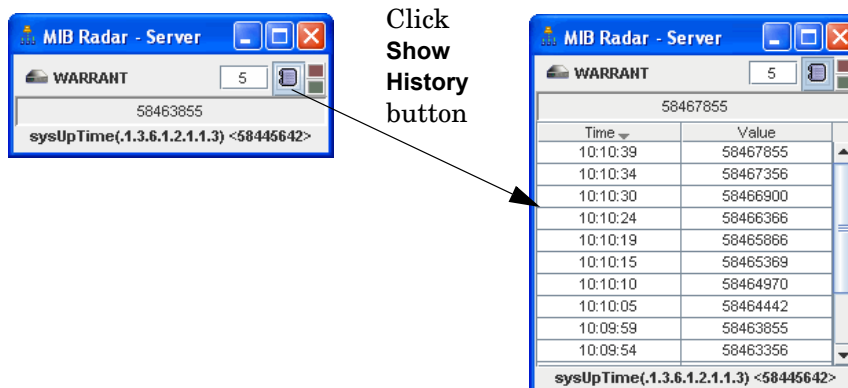 MIB Radar - Server
WARRANT 5
58463855
sysUpTime(.1.3.6.1.2.1.1.3) <58445642>
Click
Show
History
button
MIB Radar - Server
WARRANT 5
58467855
Time Value
10:10:39 58467855
10:10:34 58467356
10:10:30 58466900
10:10:24 58466366
10:10:19 58465866
10:10:15 58465369
10:10:10 58464970
10:10:05 58464442
10:09:59 58463855
10:09:54 58463356
sysUpTime(.1.3.6.1.2.1.1.3) <58445642>